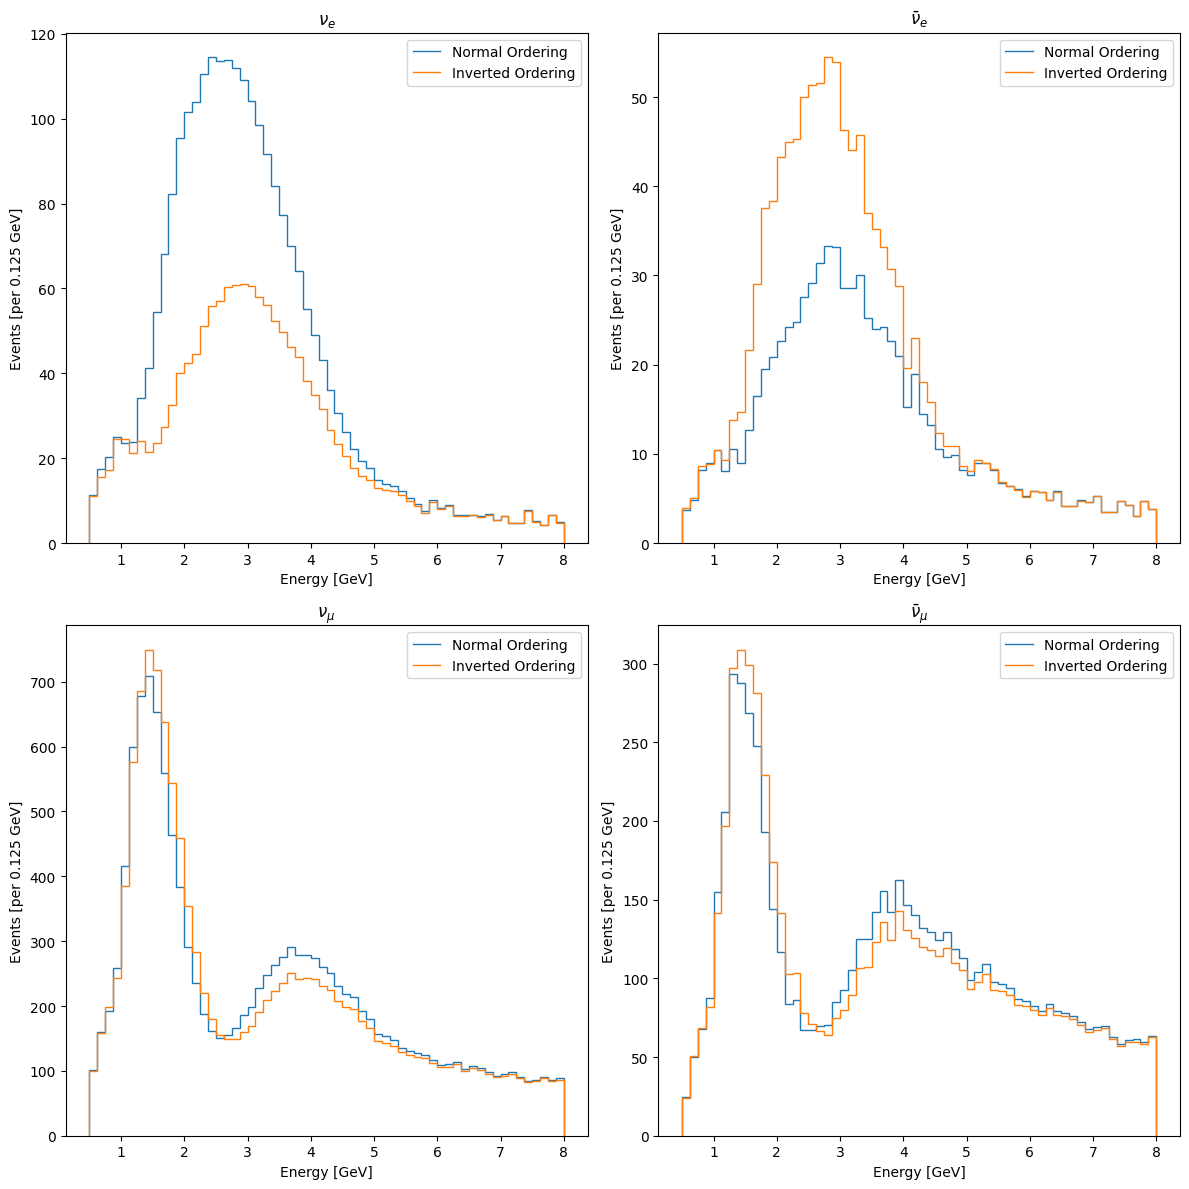 νₑ
Normal Ordering
Inverted Ordering
Events [per 0.125 GeV]
120
100
80
60
40
20
0
1 2 3 4 5 6 7 8
Energy [GeV]
ν̄ₑ
Normal Ordering
Inverted Ordering
Events [per 0.125 GeV]
50
40
30
20
10
0
1 2 3 4 5 6 7 8
Energy [GeV]
ν_μ
Normal Ordering
Inverted Ordering
Events [per 0.125 GeV]
700
600
500
400
300
200
100
0
1 2 3 4 5 6 7 8
Energy [GeV]
ν̄_μ
Normal Ordering
Inverted Ordering
Events [per 0.125 GeV]
300
250
200
150
100
50
0
1 2 3 4 5 6 7 8
Energy [GeV]